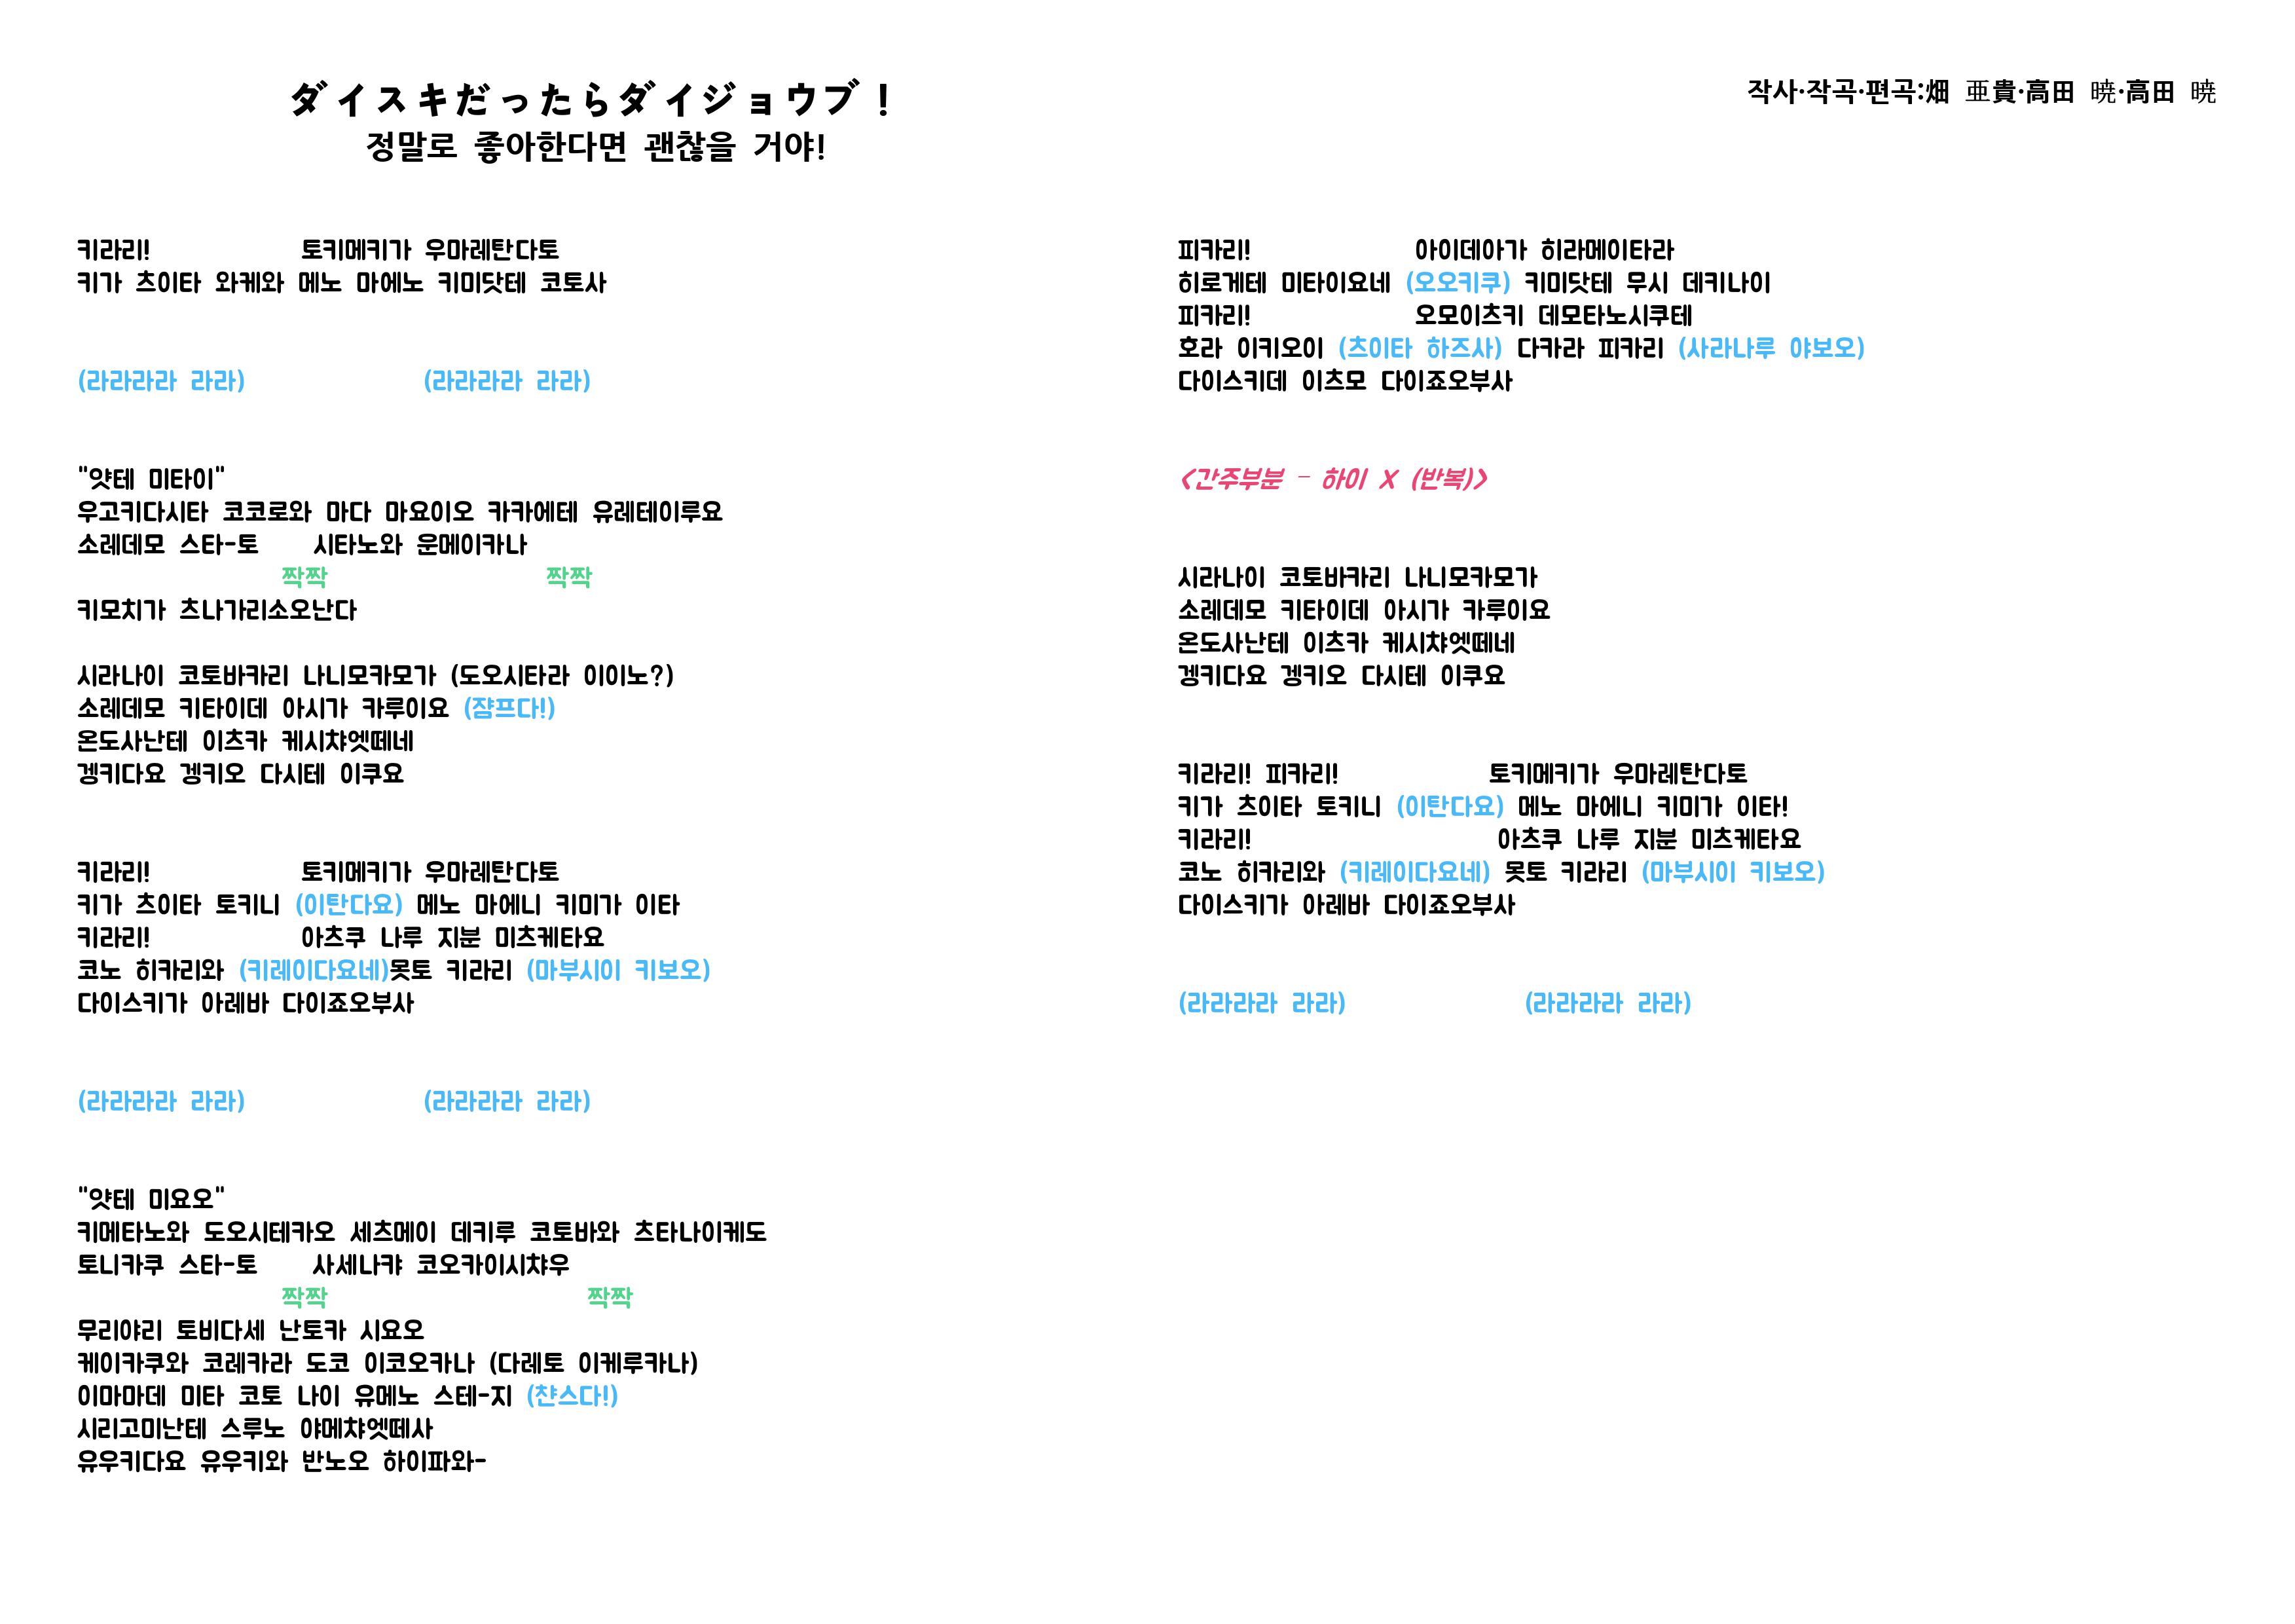 ダイスキだったらダイジョウブ！
정말로 좋아한다면 괜찮을 거야!
작사·작곡·편곡:畑 亜貴·高田 暁·高田 暁
키라리! 토키메키가 우마레탄다토
키가 츠이타 와케와 메노 마에노 키미닷테 코토사
(라라라라 라라) (라라라라 라라)
"얏테 미타이"
우고키다시타 코코로와 마다 마요이오 카카에테 유레테이루요
소레데모 스타-토 시타노와 운메이카나
짝짝 짝짝
키모치가 츠나가리소오난다
시라나이 코토바카리 나니모카모가 (도오시타라 이이노?)
소레데모 키타이데 아시가 카루이요 (쟘프다!)
온도사난테 이츠카 케시챠엣떼네
겡키다요 겡키오 다시테 이쿠요
키라리! 토키메키가 우마레탄다토
키가 츠이타 토키니 (이탄다요) 메노 마에니 키미가 이타
키라리! 아츠쿠 나루 지분 미츠케타요
코노 히카리와 (키레이다요네)못토 키라리 (마부시이 키보오)
다이스키가 아레바 다이죠오부사
(라라라라 라라) (라라라라 라라)
"얏테 미요오"
키메타노와 도오시테카오 세츠메이 데키루 코토바와 츠타나이케도
토니카쿠 스타-토 사세나캬 코오카이시챠우
짝짝 짝짝
무리야리 토비다세 난토카 시요오
케이카쿠와 코레카라 도코 이코오카나 (다레토 이케루카나)
이마마데 미타 코토 나이 유메노 스테-지 (챤스다!)
시리고미난테 스루노 야메챠엣떼사
유우키다요 유우키와 반노오 하이파와-
피카리! 아이데아가 히라메이타라
히로게테 미타이요네 (오오키쿠) 키미닷테 무시 데키나이
피카리! 오모이츠키 데모타노시쿠테
호라 이키오이 (츠이타 하즈사) 다카라 피카리 (사라나루 야보오)
다이스키데 이츠모 다이죠오부사
<간주부분 - 하이 X (반복)>
시라나이 코토바카리 나니모카모가
소레데모 키타이데 아시가 카루이요
온도사난테 이츠카 케시챠엣떼네
겡키다요 겡키오 다시테 이쿠요
키라리! 피카리! 토키메키가 우마레탄다토
키가 츠이타 토키니 (이탄다요) 메노 마에니 키미가 이타!
키라리! 아츠쿠 나루 지분 미츠케타요
코노 히카리와 (키레이다요네) 못토 키라리 (마부시이 키보오)
다이스키가 아레바 다이죠오부사
(라라라라 라라) (라라라라 라라)